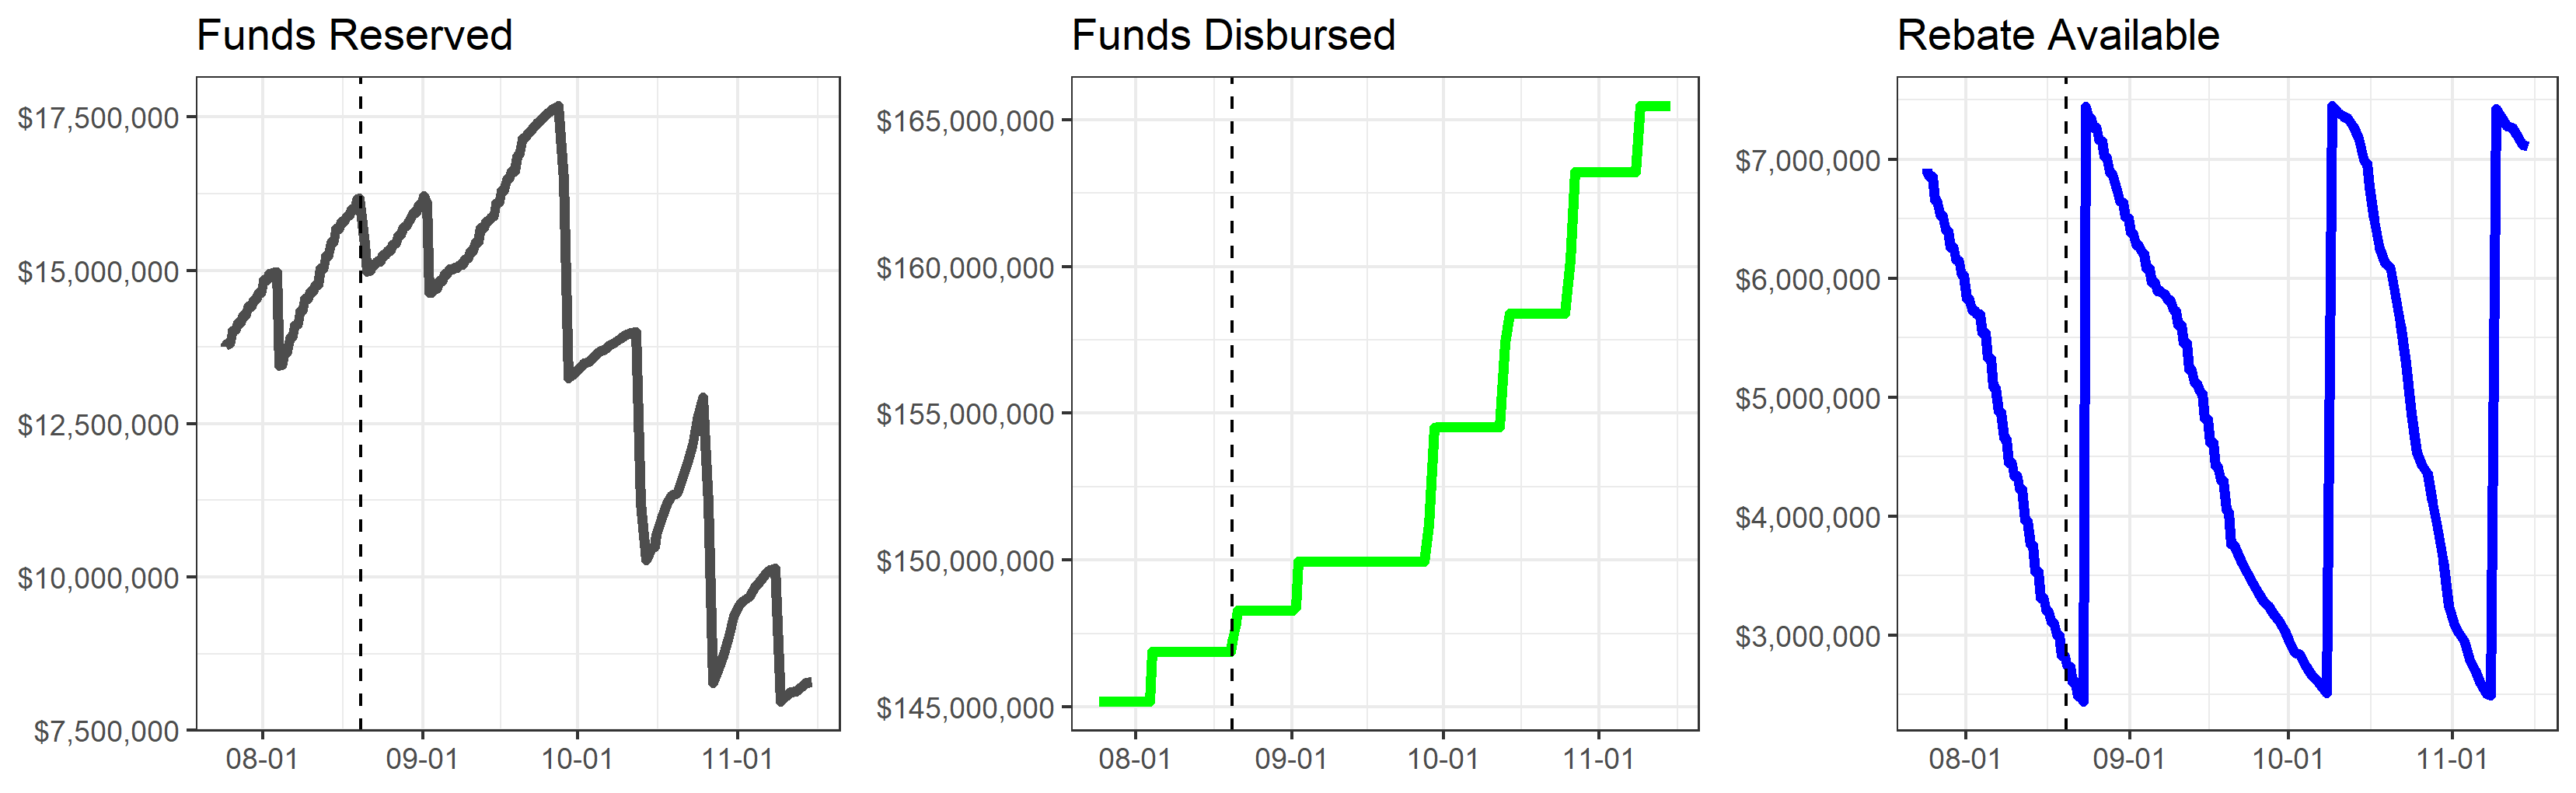 Funds Reserved
$17,500,000
$15,000,000
$12,500,000
$10,000,000
$7,500,000
08-01 09-01 10-01 11-01
Funds Disbursed
$165,000,000
$160,000,000
$155,000,000
$150,000,000
$145,000,000
08-01 09-01 10-01 11-01
Rebate Available
$7,000,000
$6,000,000
$5,000,000
$4,000,000
$3,000,000
08-01 09-01 10-01 11-01